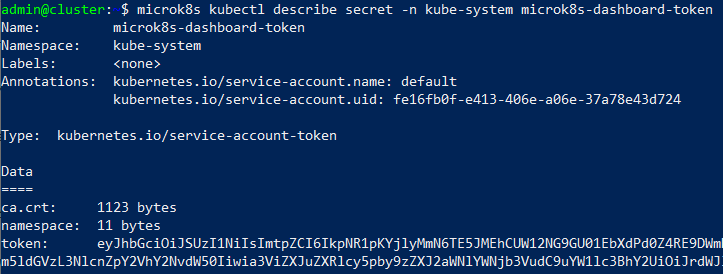 admin@cluster: $ microk8s kubectl describe secret -n kube-system microk8s-dashboard-token
Name: microk8s-dashboard-token
Namespace: kube-system
Labels: <none>
Annotations: kubernetes.io/service-account.name: default
kubernetes.io/service-account.uid: fe16fb0f-e413-406e-a06e-37a78e43d724
Type: kubernetes.io/service-account-token
Data
====
ca.crt: 1123 bytes
namespace: 11 bytes
token: